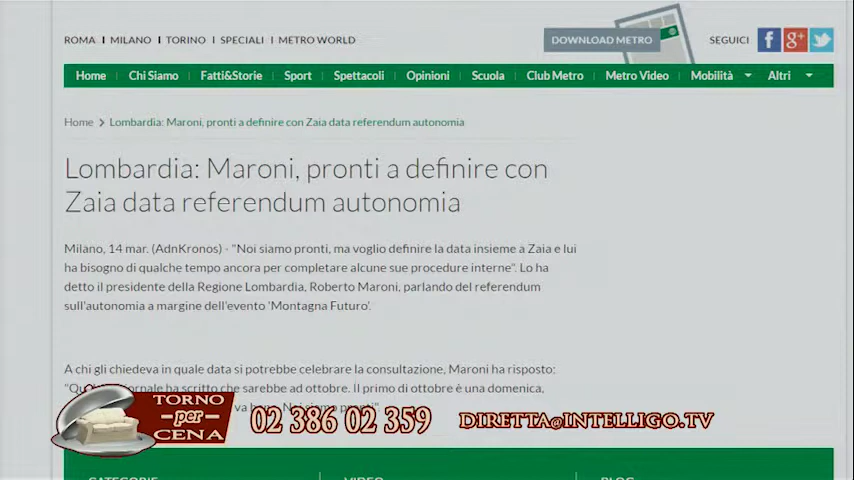 ROMA I MILANO I TORINO I SPECIALI I METRO WORLD
DOWNLOAD METRO
SEGUICI
f g+
Home Chi Siamo Fatti&Storie Sport Spettacoli Opinioni Scuola Club Metro Metro Video Mobilità Altri
Home > Lombardia: Maroni, pronti a definire con Zaia data referendum autonomia
Lombardia: Maroni, pronti a definire con
Zaia data referendum autonomia
Milano, 14 mar. (AdnKronos) - "Noi siamo pronti, ma voglio definire la data insieme a Zaia e lui
ha bisogno di qualche tempo ancora per completare alcune sue procedure interne". Lo ha
detto il presidente della Regione Lombardia, Roberto Maroni, parlando del referendum
sull'autonomia a margine dell'evento 'Montagna Futuro'.
A chi gli chiedeva in quale data si potrebbe celebrare la consultazione, Maroni ha risposto:
ha scritto che sarebbe ad ottobre. Il primo di ottobre è una domenica,
TORNO
per
CENA
02 386 02 359
DIRETTA@INTELLIGO.TV
CATEGORIE VIDEO BLOG